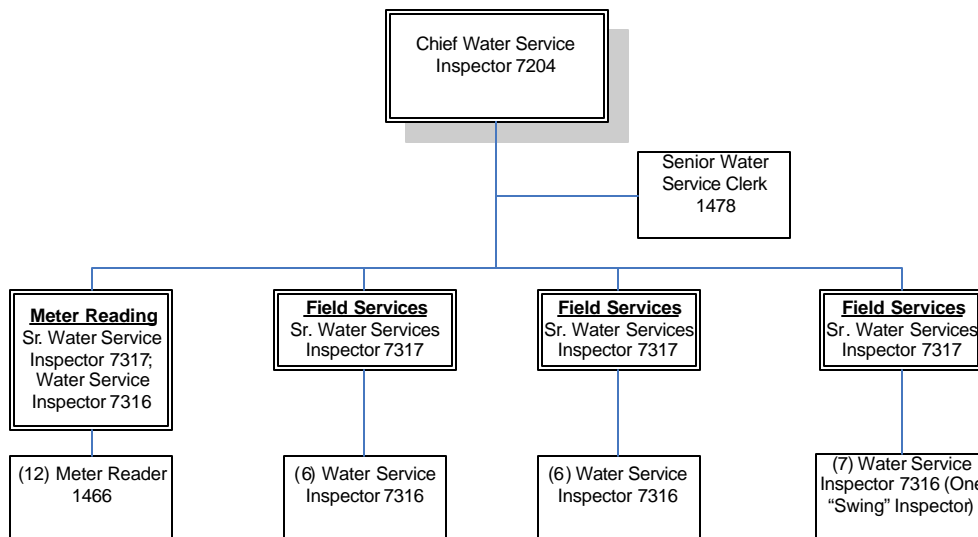 Chief Water Service
Inspector 7204
Senior Water
Service Clerk
1478
Meter Reading
Sr. Water Service
Inspector 7317;
Water Service
Inspector 7316
Field Services
Sr. Water Services
Inspector 7317
Field Services
Sr. Water Services
Inspector 7317
Field Services
Sr. Water Services
Inspector 7317
(12) Meter Reader
1466
(6) Water Service
Inspector 7316
(6) Water Service
Inspector 7316
(7) Water Service
Inspector 7316 (One
“Swing” Inspector)